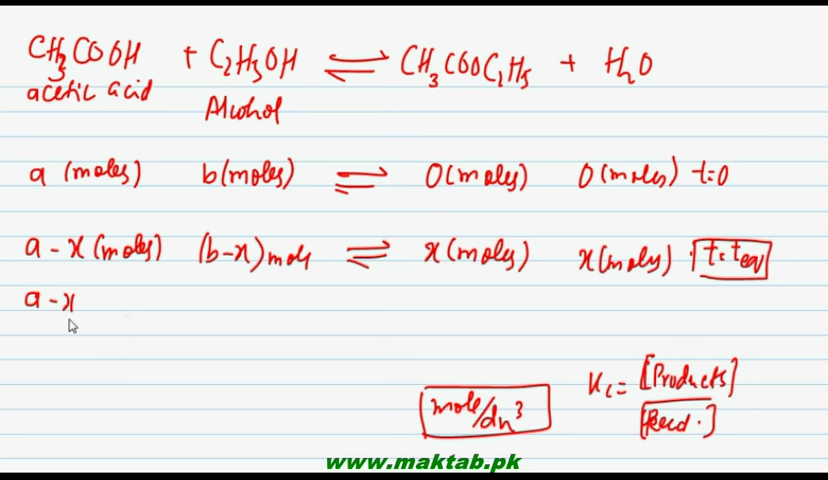 CH3COOH + C2H5OH ⇌ CH3COOC2H5 + H2O
acetic acid Alcohol
a (moles) b(moles) ⇌ 0(moles) 0(moles) t=0
a - x(moles) (b-x)moles ⇌ x(moles) x(moles) t=teq
a - x
mole/dm3 Kc = [Products]/[Reac.]
www.maktab.pk